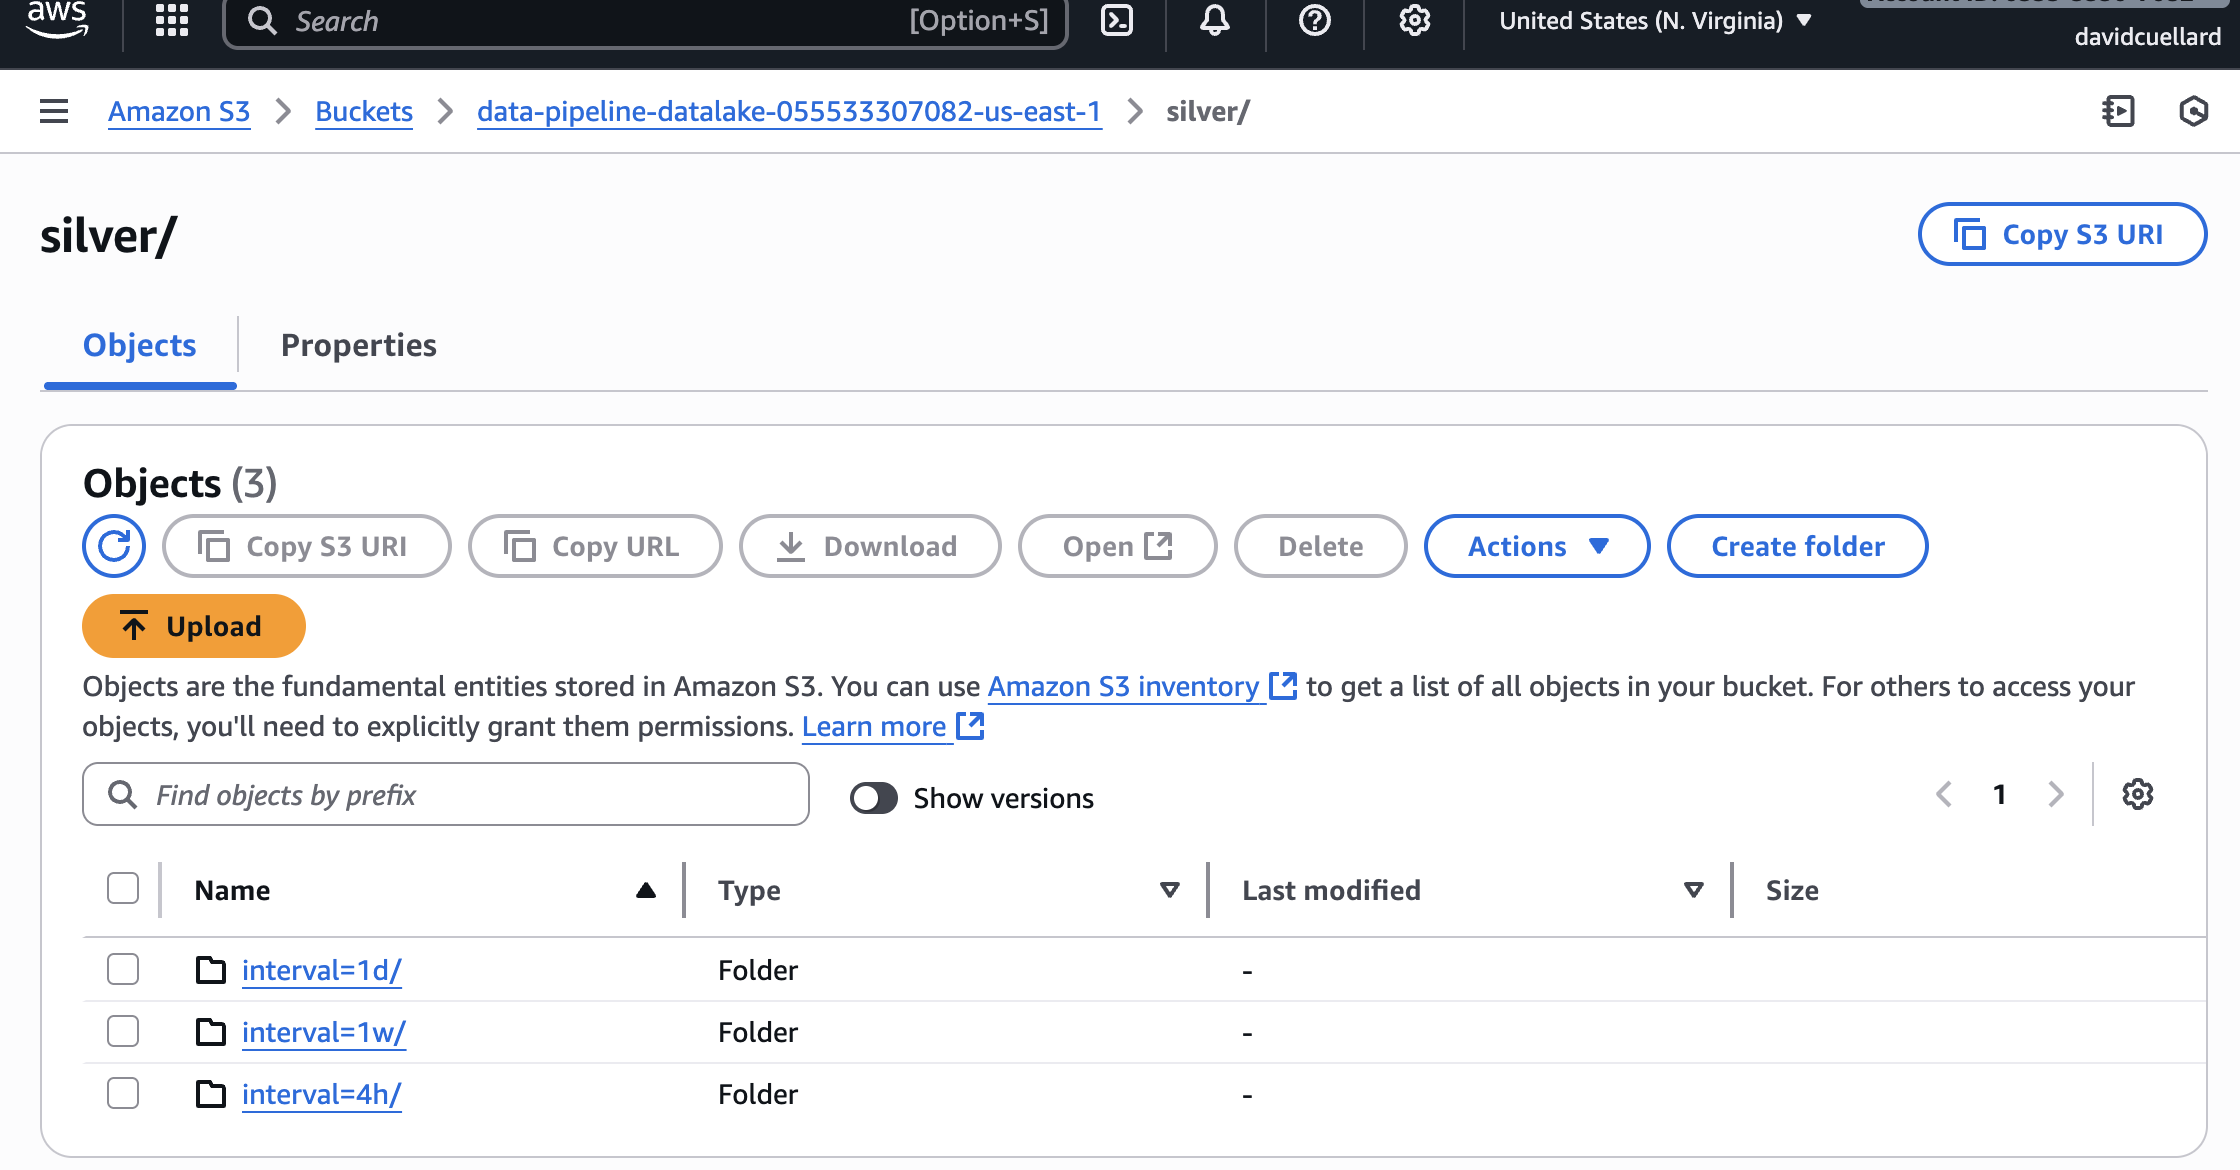 aws
Search [Option+S] United States (N. Virginia)
davidcuellard
Amazon S3 Buckets data-pipeline-datalake-055533307082-us-east-1 silver/
silver/
Copy S3 URI
Objects Properties
Objects (3)
Copy S3 URI Copy URL Download Open Delete Actions Create folder
Upload
Objects are the fundamental entities stored in Amazon S3. You can use Amazon S3 inventory to get a list of all objects in your bucket. For others to access your
objects, you'll need to explicitly grant them permissions. Learn more
Find objects by prefix Show versions 1
Name Type Last modified Size
interval=1d/ Folder -
interval=1w/ Folder -
interval=4h/ Folder -